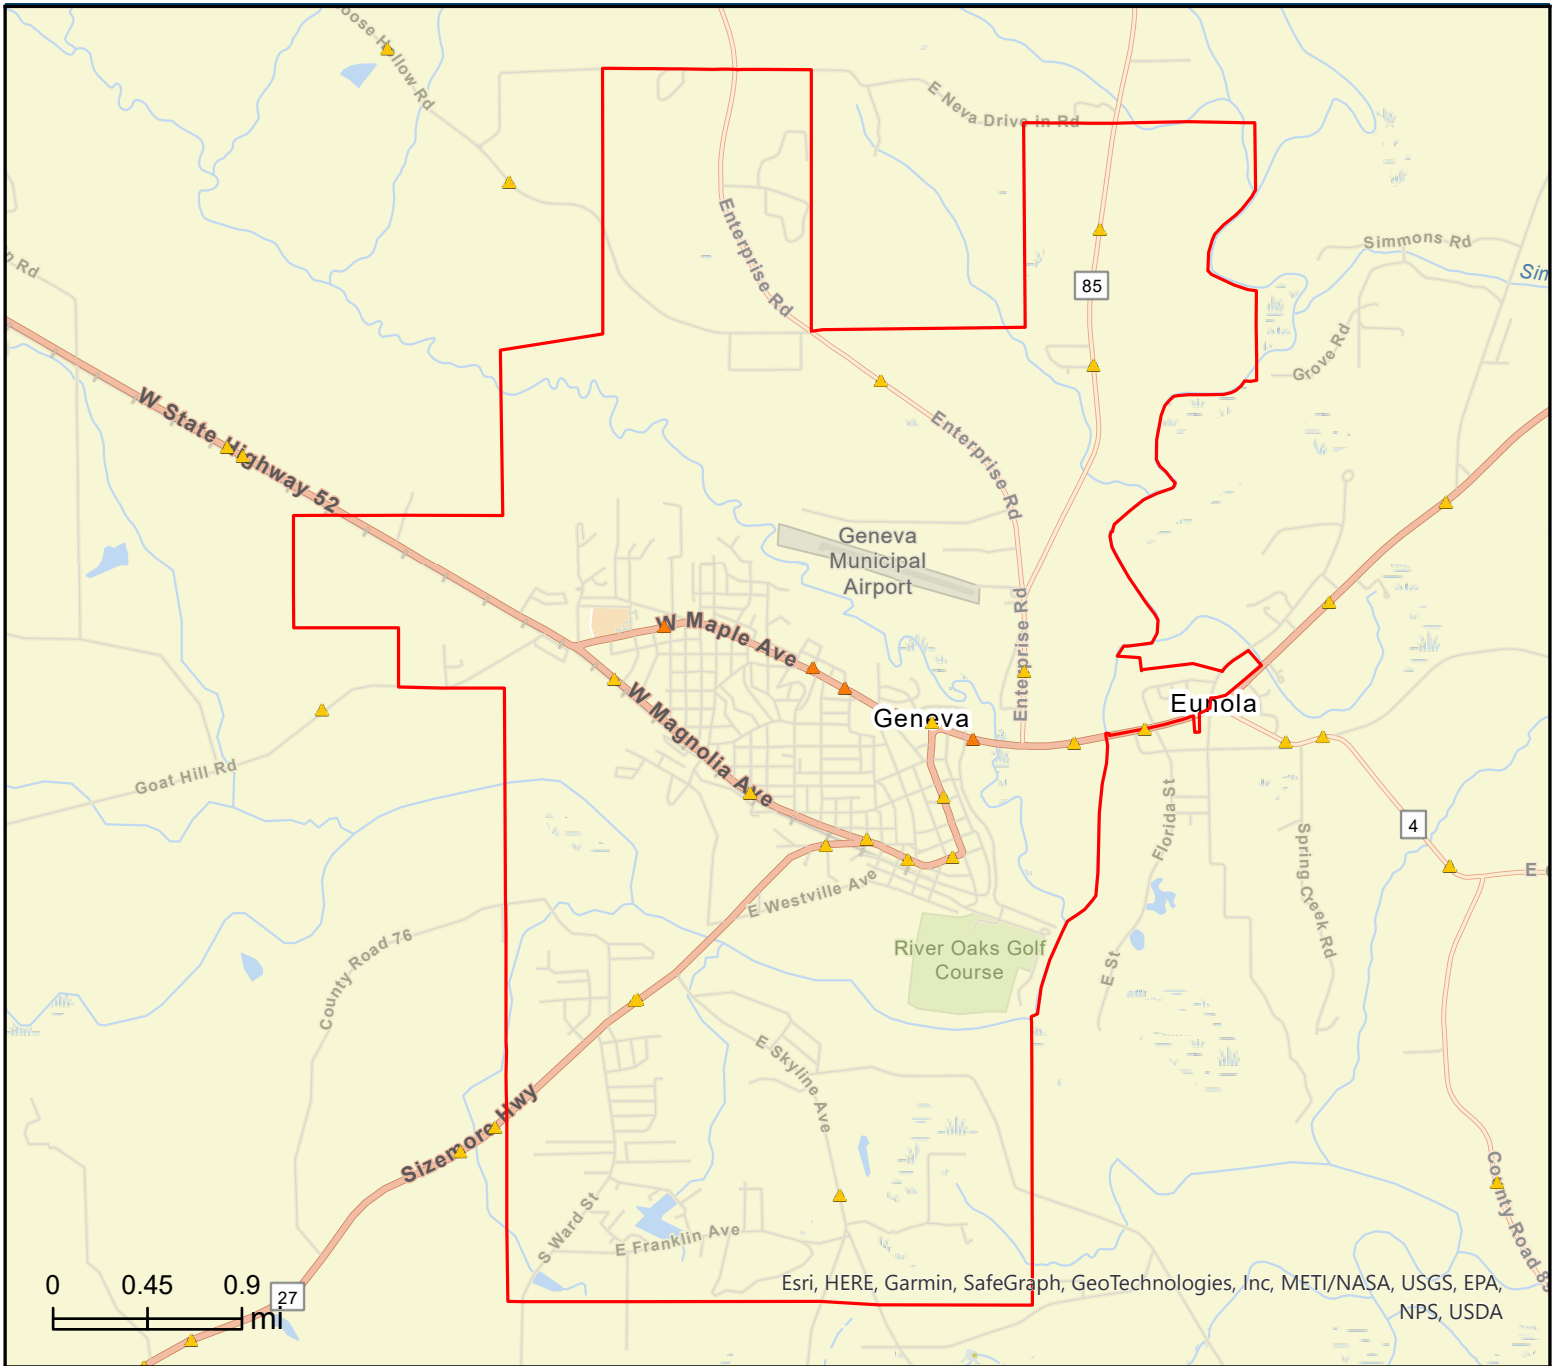 oose Hollow Rd
E Neva Drive in Rd
Enterprise Rd
Simmons Rd
Sim
n Rd
85
Grove Rd
W State Highway 52
Enterprise Rd
Geneva
Municipal
Airport
Enterprise Rd
W Maple Ave
W Magnolia Ave
Geneva
Eunola
Goat Hill Rd
Florida St
4
Spring Creek Rd
E
E Westville Ave
River Oaks Golf
Course
County Road 76
E St
E Skyline Ave
Sizemore Hwy
S Ward St
E Franklin Ave
County Road 89
27
0 0.45 0.9
mi
Esri, HERE, Garmin, SafeGraph, GeoTechnologies, Inc, METI/NASA, USGS, EPA,
NPS, USDA